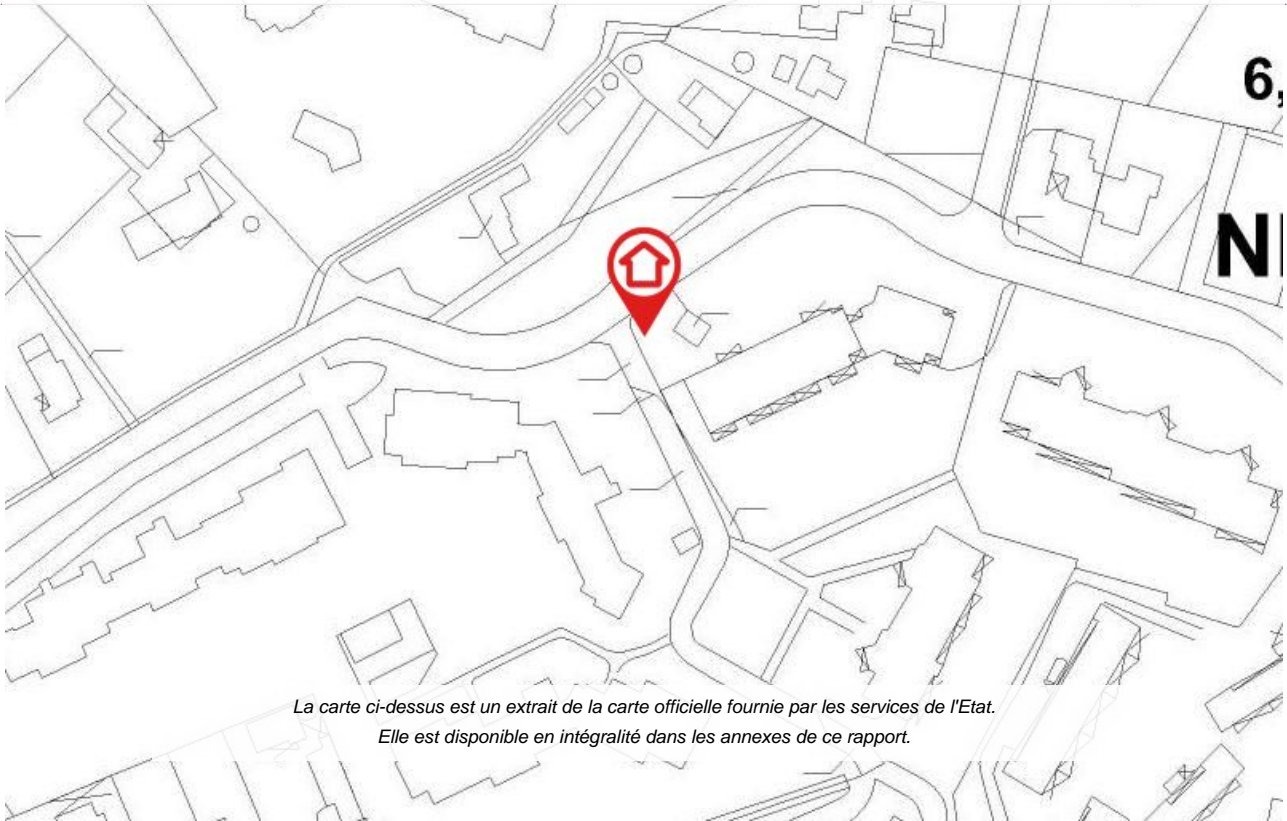 6,
NI
La carte ci-dessus est un extrait de la carte officielle fournie par les services de l'Etat.
Elle est disponible en intégralité dans les annexes de ce rapport.